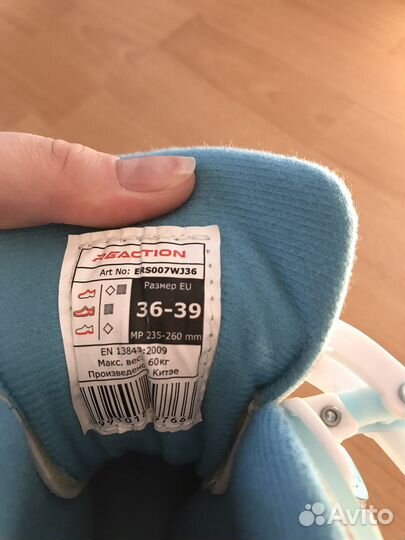 REACTION
Art No: ERS007WJ36
Размер EU
36-39
MP 235-260 mm
EN 13843:2009
Макс. вес 60кг
Произведено Китае
Avito